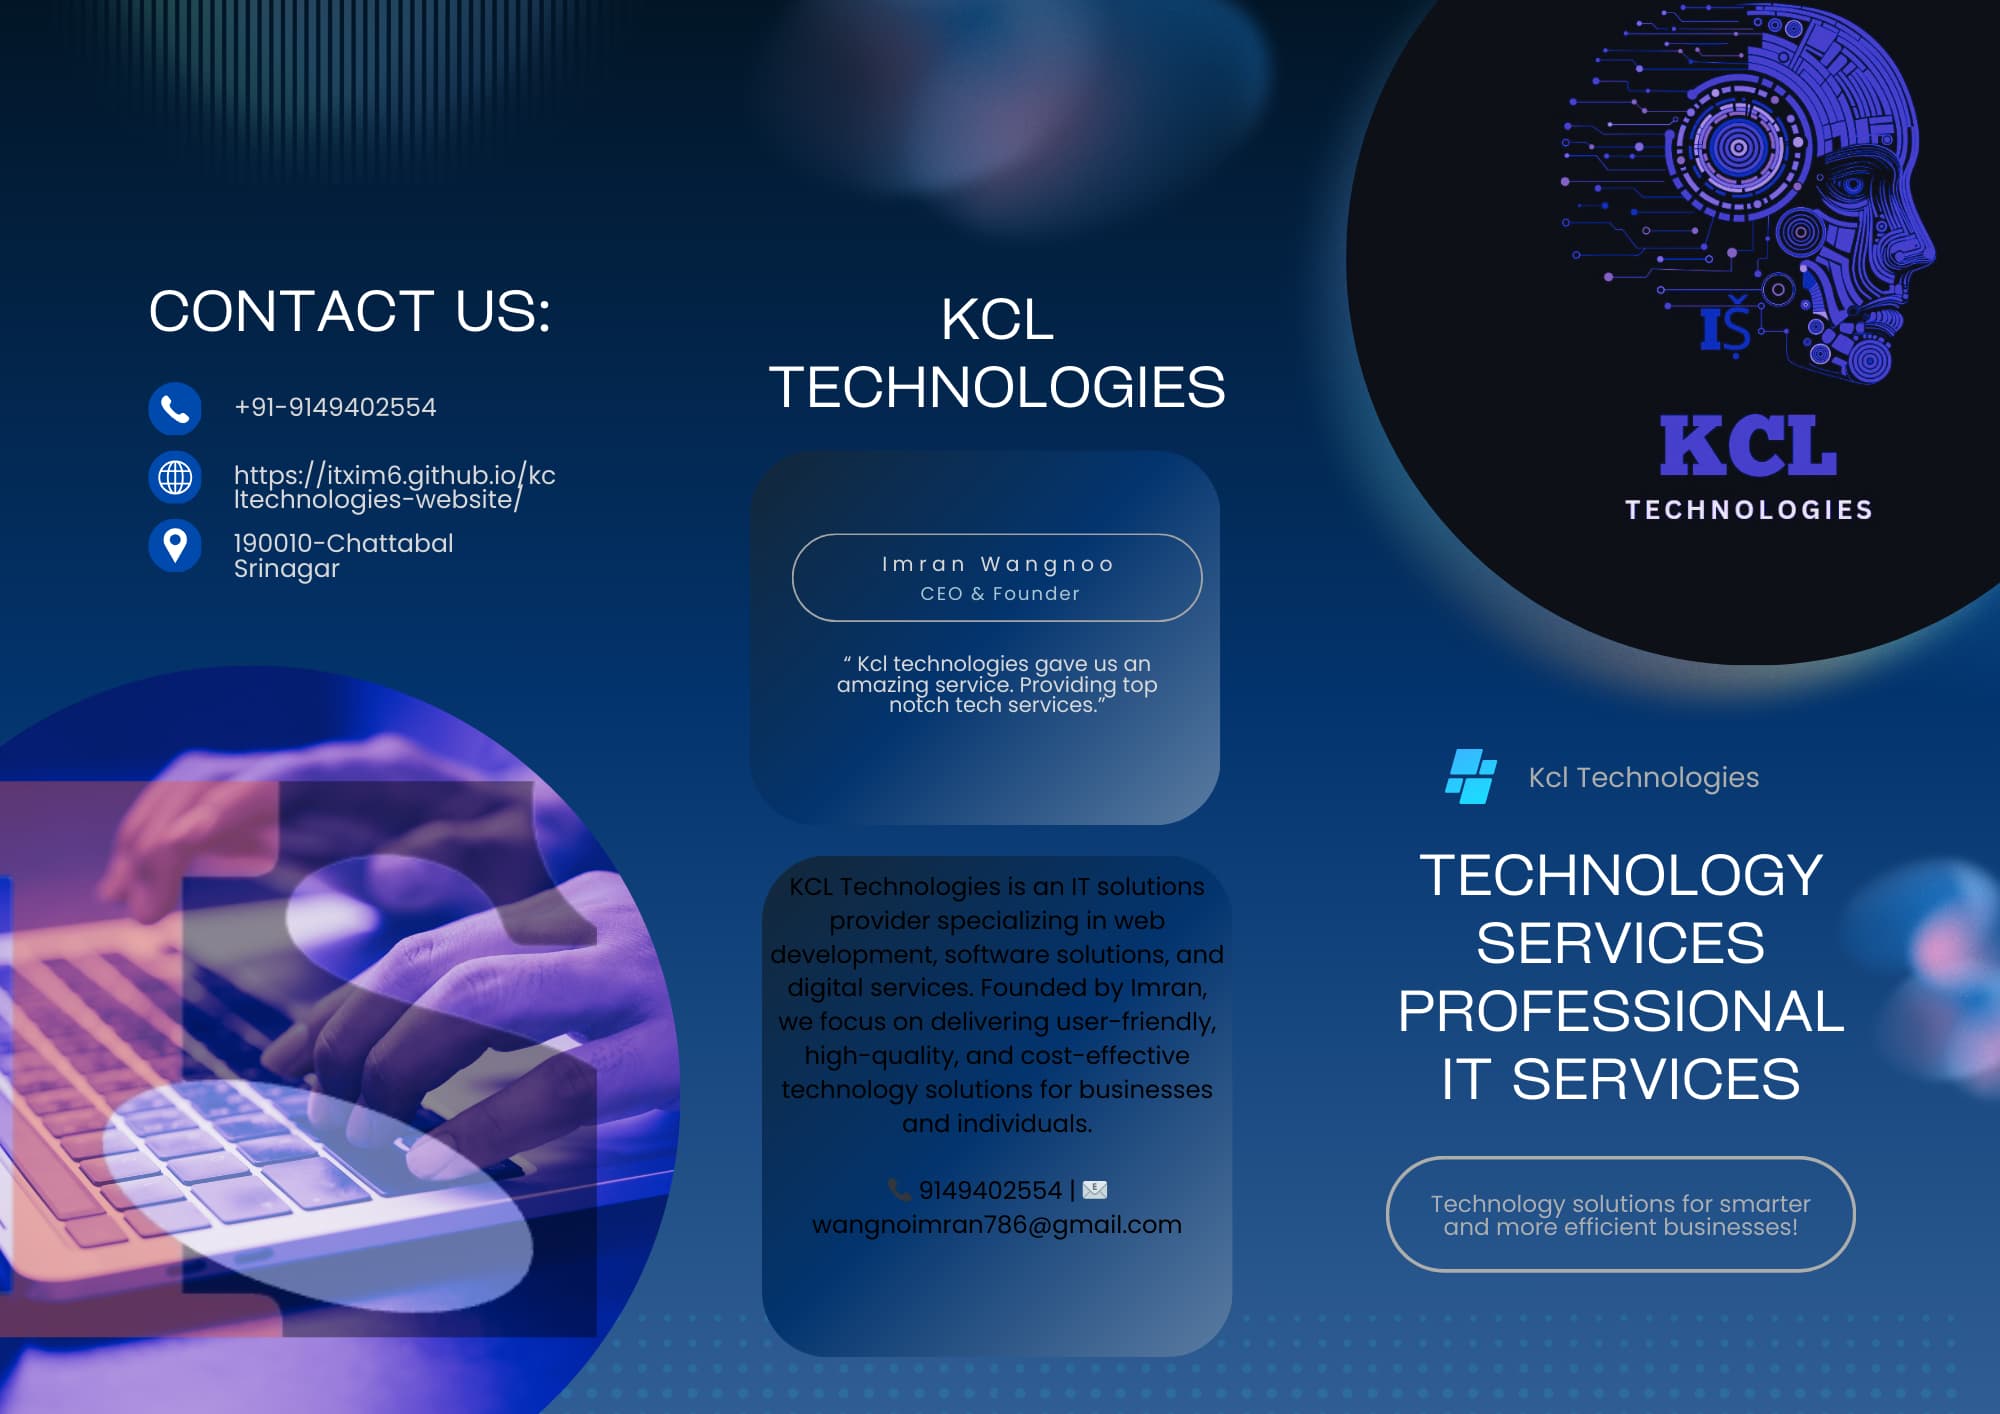 CONTACT US:
+91-9149402554
https://itxim6.github.io/kc
ltechnologies-website/
190010-Chattabal
Srinagar
KCL
TECHNOLOGIES
Imran Wangnoo
CEO & Founder
“ Kcl technologies gave us an
amazing service. Providing top
notch tech services.”
KCL Technologies is an IT solutions
provider specializing in web
development, software solutions, and
digital services. Founded by Imran,
we focus on delivering user-friendly,
high-quality, and cost-effective
technology solutions for businesses
and individuals.
📞 9149402554 | 📧
wangnoimran786@gmail.com
IṢ̌
KCL
TECHNOLOGIES
Kcl Technologies
TECHNOLOGY
SERVICES
PROFESSIONAL
IT SERVICES
Technology solutions for smarter
and more efficient businesses!